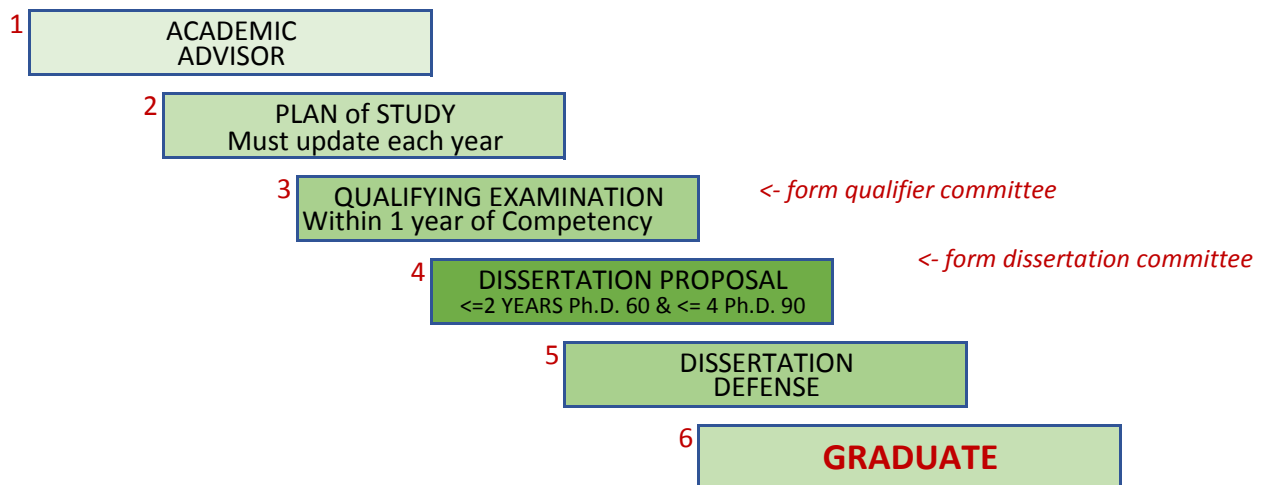 1
ACADEMIC
ADVISOR
2
PLAN of STUDY
Must update each year
3
QUALIFYING EXAMINATION
Within 1 year of Competency
<- form qualifier committee
<- form dissertation committee
4
DISSERTATION PROPOSAL
<=2 YEARS Ph.D. 60 & <= 4 Ph.D. 90
5
DISSERTATION
DEFENSE
6
GRADUATE